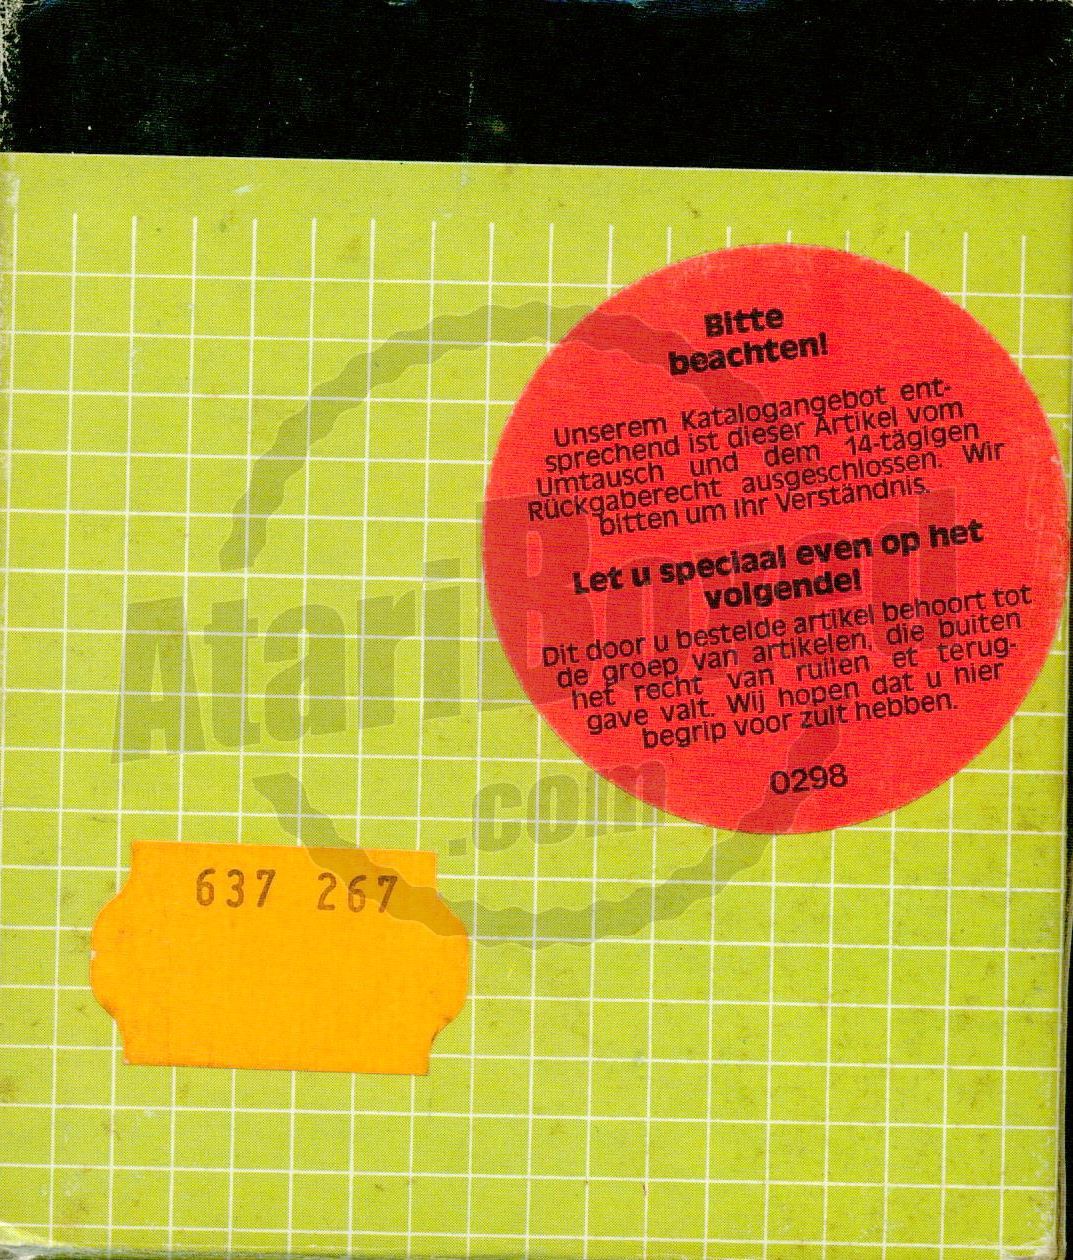 Bitte
beachten!
Unserem Katalogangebot ent-
sprechend ist dieser Artikel vom
Umtausch und dem 14-tägigen
Rückgaberecht ausgeschlossen. Wir
bitten um Ihr Verständnis.
Let u speciaal even op het
volgende!
Dit door u bestelde artikel behoort tot
de groep van artikelen, die buiten
het recht van ruilen et terug-
gave valt. Wij hopen dat u hier
begrip voor zult hebben.
0298
AtariBoxed
.com
637 267